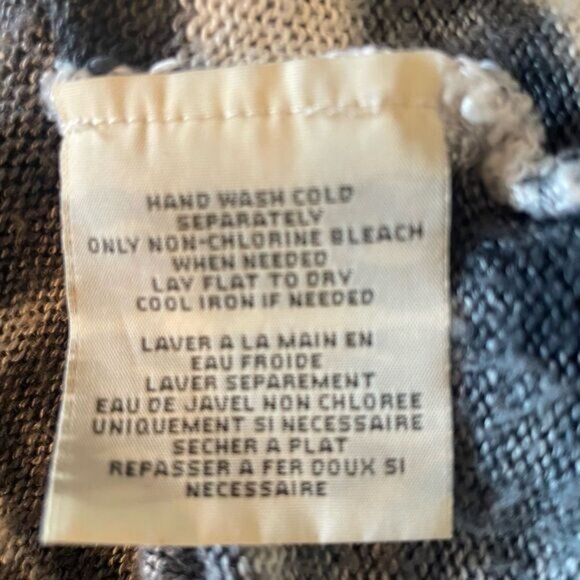 HAND WASH COLD
SEPARATELY
ONLY NON-CHLORINE BLEACH
WHEN NEEDED
LAY FLAT TO DRY
COOL IRON IF NEEDED
LAVER A LA MAIN EN
EAU FROIDE
LAVER SEPAREMENT
EAU DE JAVEL NON CHLOREE
UNIQUEMENT SI NECESSAIRE
SECHER A PLAT
REPASSER A FER DOUX SI
NECESSAIRE